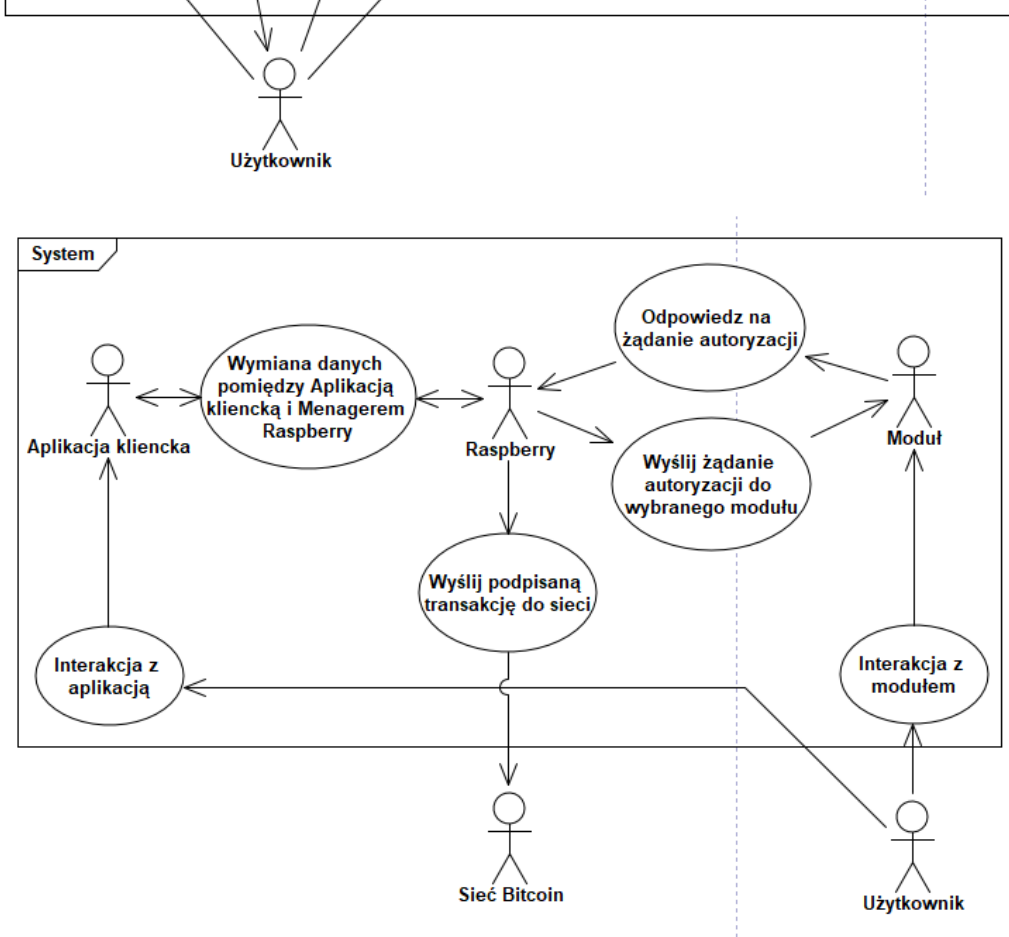 Użytkownik
System
Odpowiedz na
żądanie autoryzacji
Wymiana danych
pomiędzy Aplikacją
kliencką i Menagerem
Raspberry
Aplikacja kliencka
Raspberry
Moduł
Wyślij żądanie
autoryzacji do
wybranego modułu
Wyślij podpisaną
transakcję do sieci
Interakcja z
aplikacją
Interakcja z
modułem
Sieć Bitcoin
Użytkownik